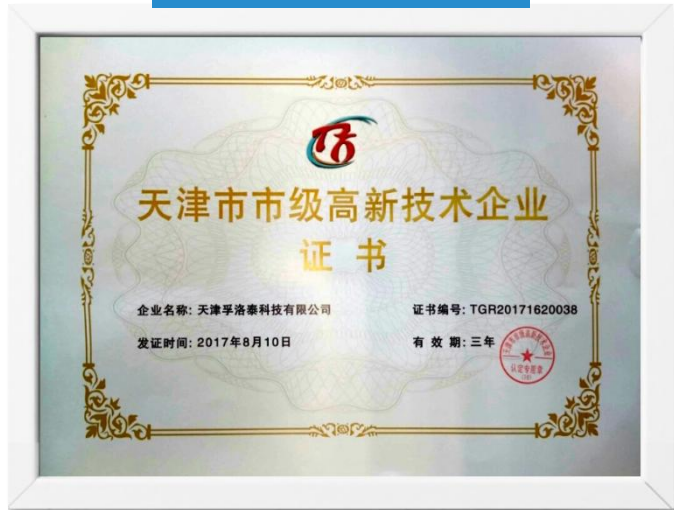 天津市市级高新技术企业
证书
企业名称: 天津孚洛泰科技有限公司
证书编号: TGR20171620038
发证时间: 2017年8月10日
有效期: 三年
认定专用章